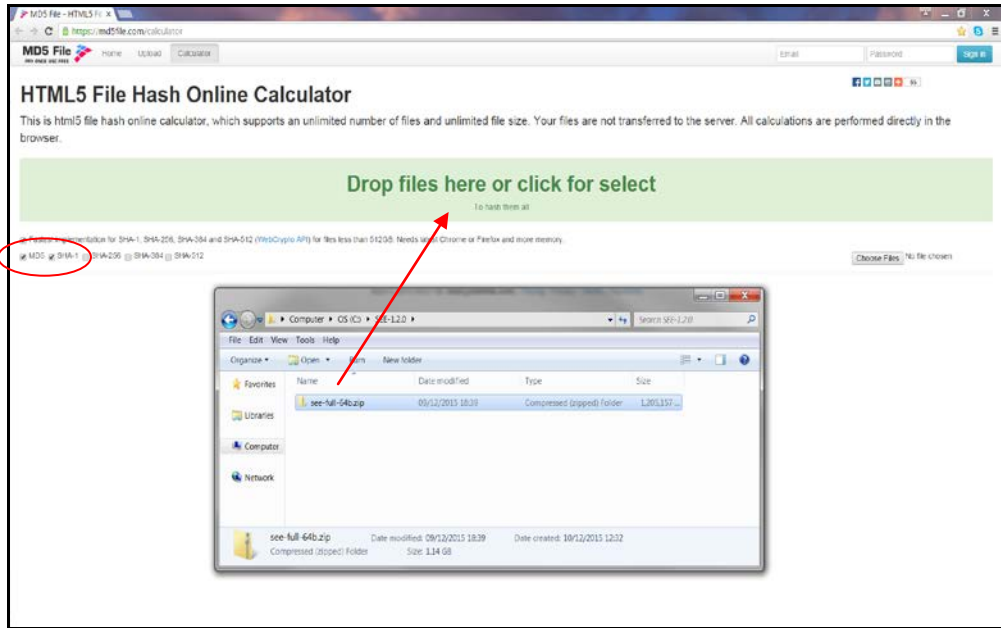 MD5 File - HTML5 Fi
https://md5file.com/calculator
MD5 File Home Upload Calculator Email Password Sign in
HTML5 File Hash Online Calculator
This is html5 file hash online calculator, which supports an unlimited number of files and unlimited file size. Your files are not transferred to the server. All calculations are performed directly in the
browser.
Drop files here or click for select
To hash them all
Fastest implementation for SHA-1, SHA-256, SHA-384 and SHA-512 (WebCrypto API) for files less than 512GB. Needs latest Chrome or Firefox and more memory.
MD5 SHA-1 SHA-256 SHA-384 SHA-512
Choose Files No file chosen
Computer OS (C:) SEE-1.2.0 Search SEE-1.2.0
File Edit View Tools Help
Organize Open Burn New folder
Name Date modified Type Size
Favorites
see-full-64b.zip 09/12/2015 18:39 Compressed (zipped) Folder 1,205,157...
Libraries
Computer
Network
see-full-64b.zip Date modified: 09/12/2015 18:39 Date created: 10/12/2015 12:32
Compressed (zipped) Folder Size: 1.14 GB